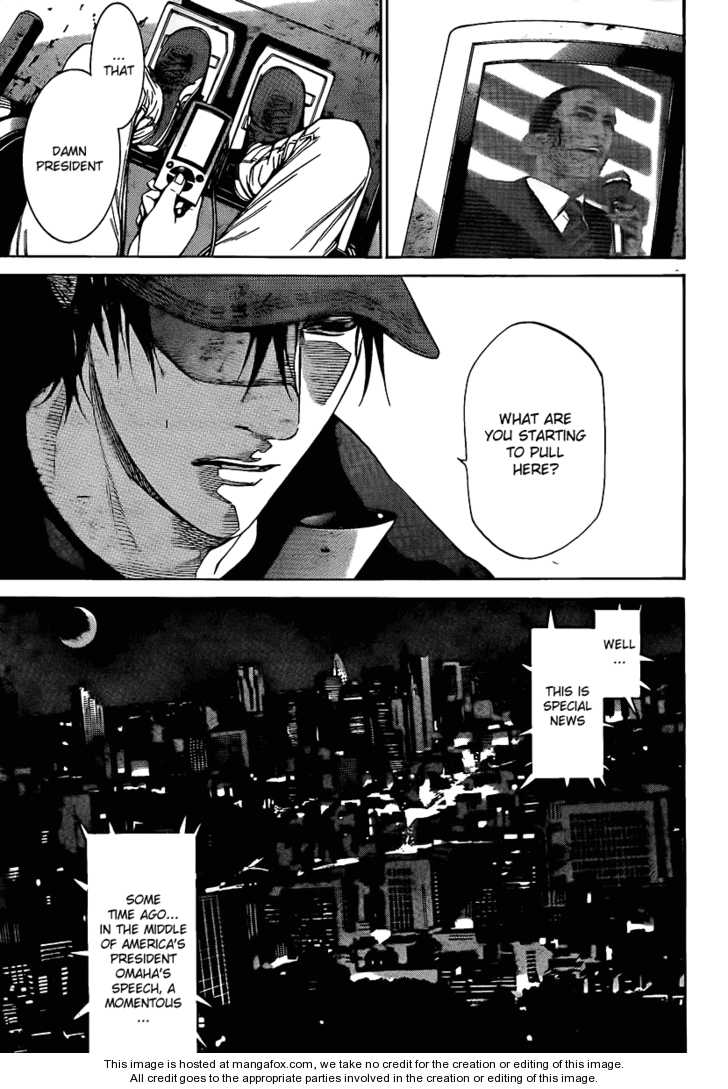 ...
THAT
DAMN
PRESIDENT
WHAT ARE
YOU STARTING
TO PULL
HERE?
WELL
...
THIS IS
SPECIAL
NEWS
SOME
TIME AGO...
IN THE MIDDLE
OF AMERICA'S
PRESIDENT
OMAHA'S
SPEECH, A
MOMENTOUS
...
This image is hosted at mangafox.com, we take no credit for the creation or editing of this image.
All credit goes to the appropriate parties involved in the creation or editing of this image.